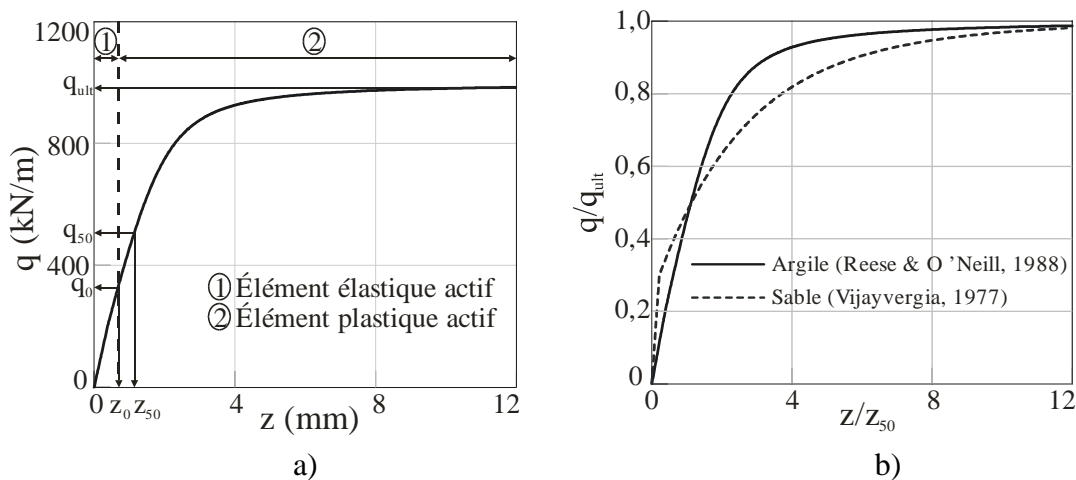 1200
① ②
q_ult
800
q (kN/m)
q_50
400
q_0
① Élément élastique actif
② Élément plastique actif
0
0 z_0 z_50 4 8 12
z (mm)
a)
1,0
0,8
0,6
q/q_ult
0,4
Argile (Reese & O ’Neill, 1988)
Sable (Vijayvergia, 1977)
0,2
0
0 4 8 12
z/z_50
b)